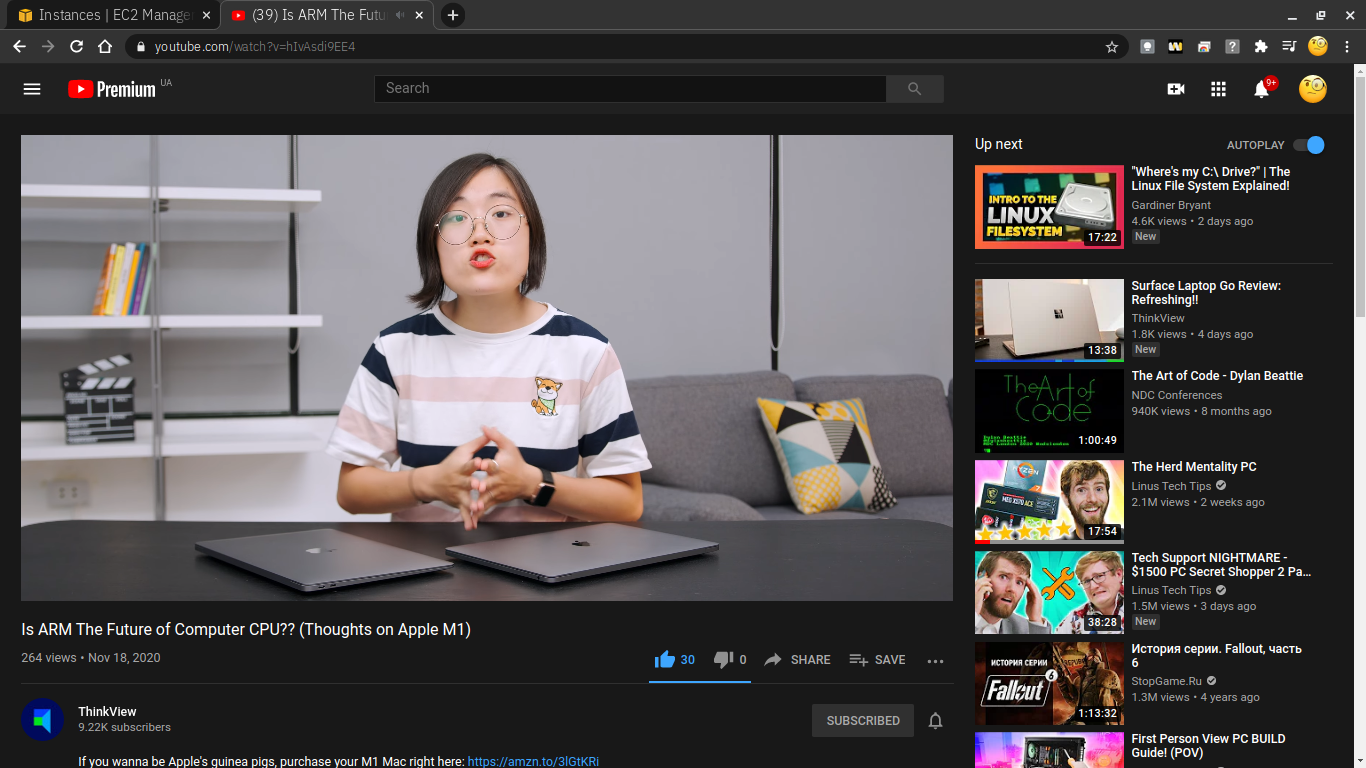 Instances | EC2 Manage
(39) Is ARM The Futu
youtube.com/watch?v=hIvAsdi9EE4
Premium UA
Search
9+
Up next
AUTOPLAY
INTRO TO THE
LINUX
FILESYSTEM
17:22
"Where's my C:\ Drive?" | The
Linux File System Explained!
Gardiner Bryant
4.6K views • 2 days ago
New
13:38
Surface Laptop Go Review:
Refreshing!!
ThinkView
1.8K views • 4 days ago
New
The Art of
Code
Dylan Beattie
1:00:49
The Art of Code - Dylan Beattie
NDC Conferences
940K views • 8 months ago
RYZEN
MEG X570 ACE
17:54
The Herd Mentality PC
Linus Tech Tips
2.1M views • 2 weeks ago
38:28
Tech Support NIGHTMARE -
$1500 PC Secret Shopper 2 Pa...
Linus Tech Tips
1.5M views • 3 days ago
New
ИСТОРИЯ СЕРИИ
Fallout 6
1:13:32
История серии. Fallout, часть
6
StopGame.Ru
1.3M views • 4 years ago
First Person View PC BUILD
Guide! (POV)
Is ARM The Future of Computer CPU?? (Thoughts on Apple M1)
264 views • Nov 18, 2020
30
0
SHARE
SAVE
ThinkView
9.22K subscribers
SUBSCRIBED
If you wanna be Apple's guinea pigs, purchase your M1 Mac right here: https://amzn.to/3lGtKRi